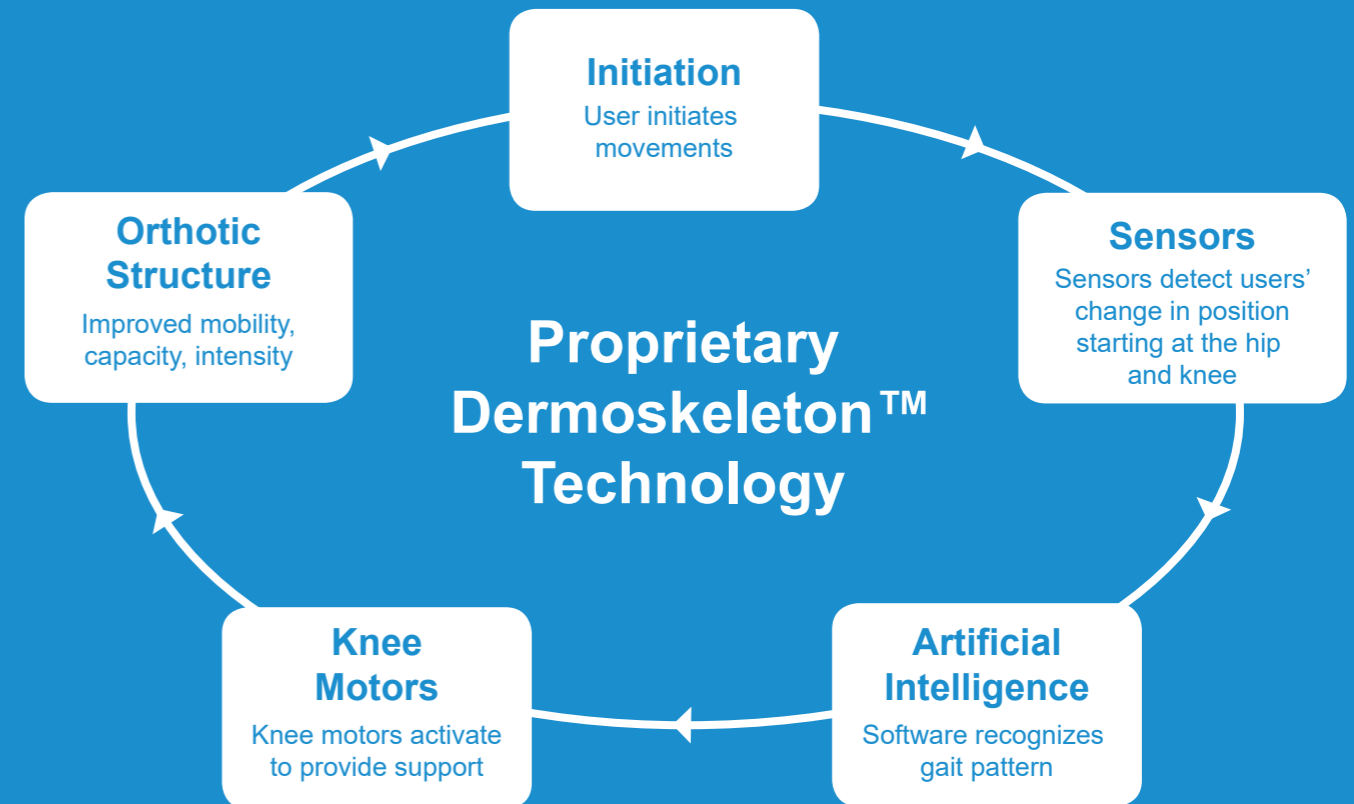 Initiation
User initiates
movements
Sensors
Sensors detect users’
change in position
starting at the hip
and knee
Artificial
Intelligence
Software recognizes
gait pattern
Knee
Motors
Knee motors activate
to provide support
Orthotic
Structure
Improved mobility,
capacity, intensity
Proprietary
Dermoskeleton™
Technology